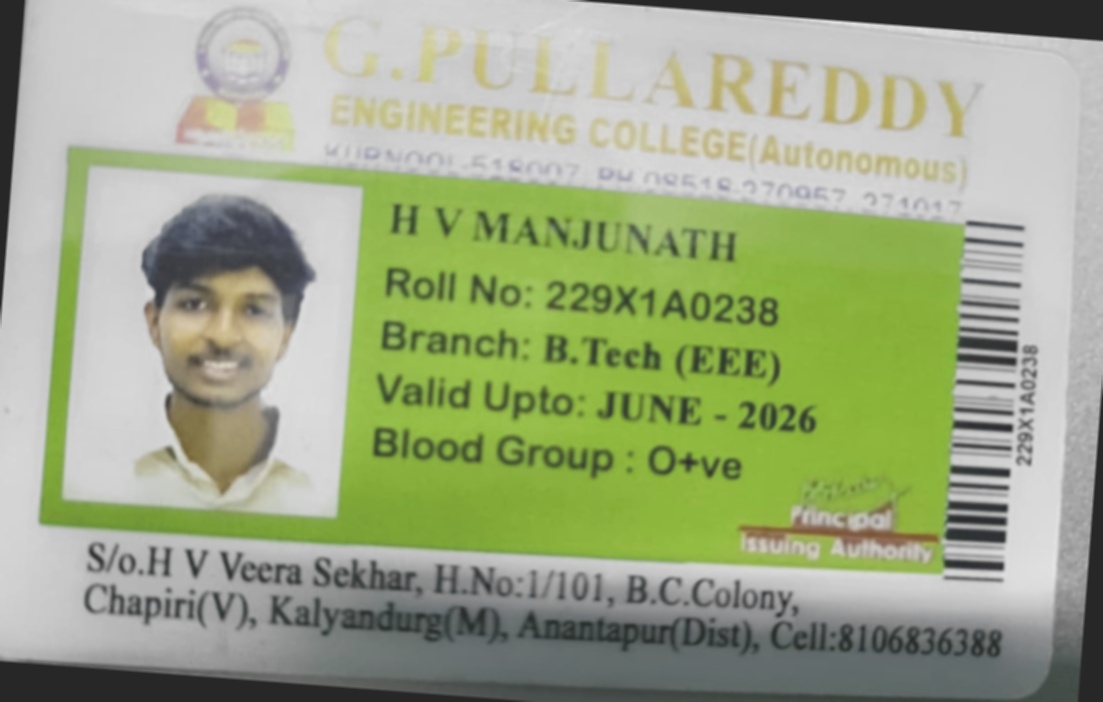 G.PULLAREDDY
ENGINEERING COLLEGE(Autonomous)
KURNOOL-518007. PH.08518-270957, 271017
H V MANJUNATH
Roll No: 229X1A0238
Branch: B.Tech (EEE)
Valid Upto: JUNE - 2026
Blood Group : O+ve
229X1A0238
Principal
Issuing Authority
S/o.H V Veera Sekhar, H.No:1/101, B.C.Colony,
Chapiri(V), Kalyandurg(M), Anantapur(Dist), Cell:8106836388